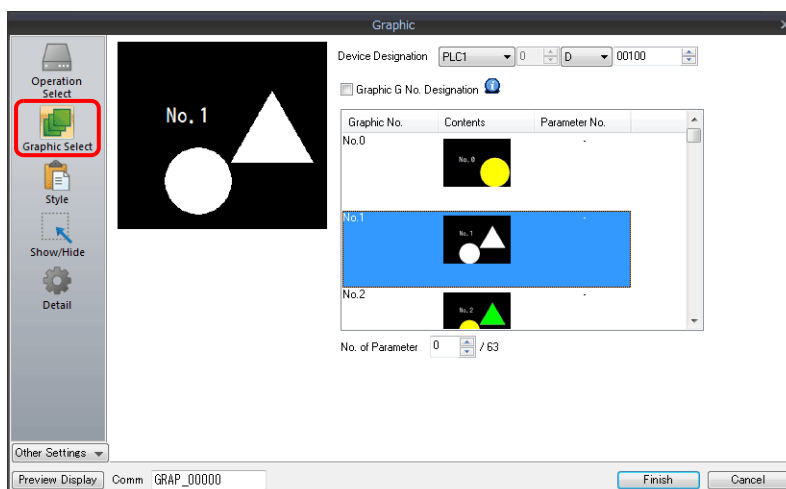 Graphic
Operation
Select
Graphic Select
Style
Show/Hide
Detail
Other Settings
No.1
Device Designation PLC1 0 D 00100
Graphic G No. Designation
Graphic No. Contents Parameter No.
No.0 No.0 -
No.1 No.1 -
No.2 No.2 -
No. of Parameter 0 / 63
Preview Display Comm GRAP_00000 Finish Cancel